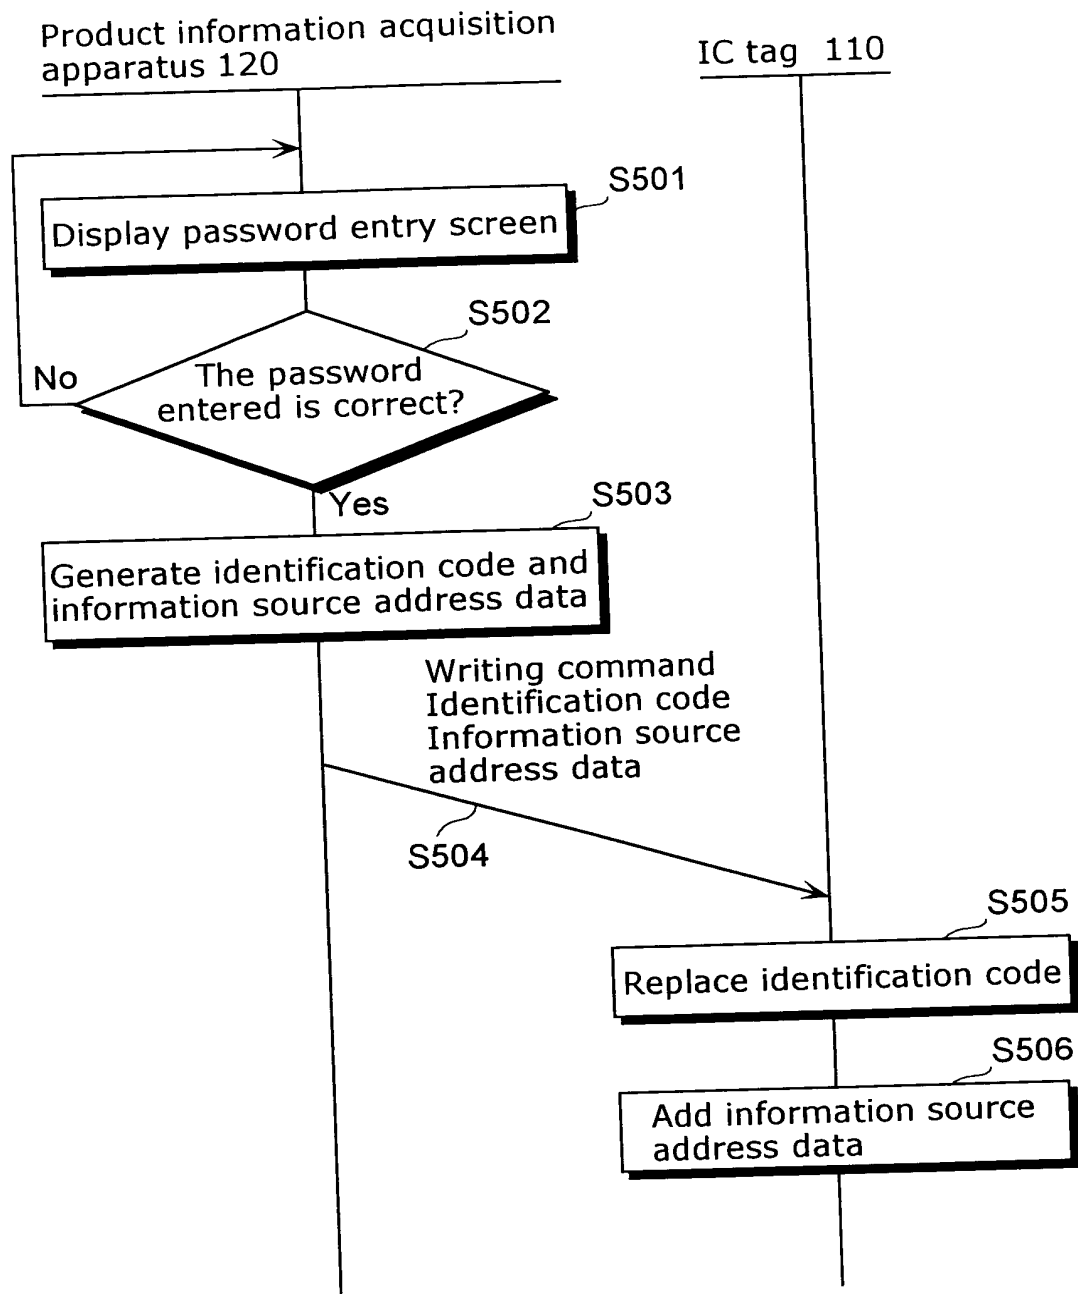 Product information acquisition
apparatus 120
IC tag 110
S501
Display password entry screen
S502
No
The password
entered is correct?
Yes
S503
Generate identification code and
information source address data
Writing command
Identification code
Information source
address data
S504
S505
Replace identification code
S506
Add information source
address data